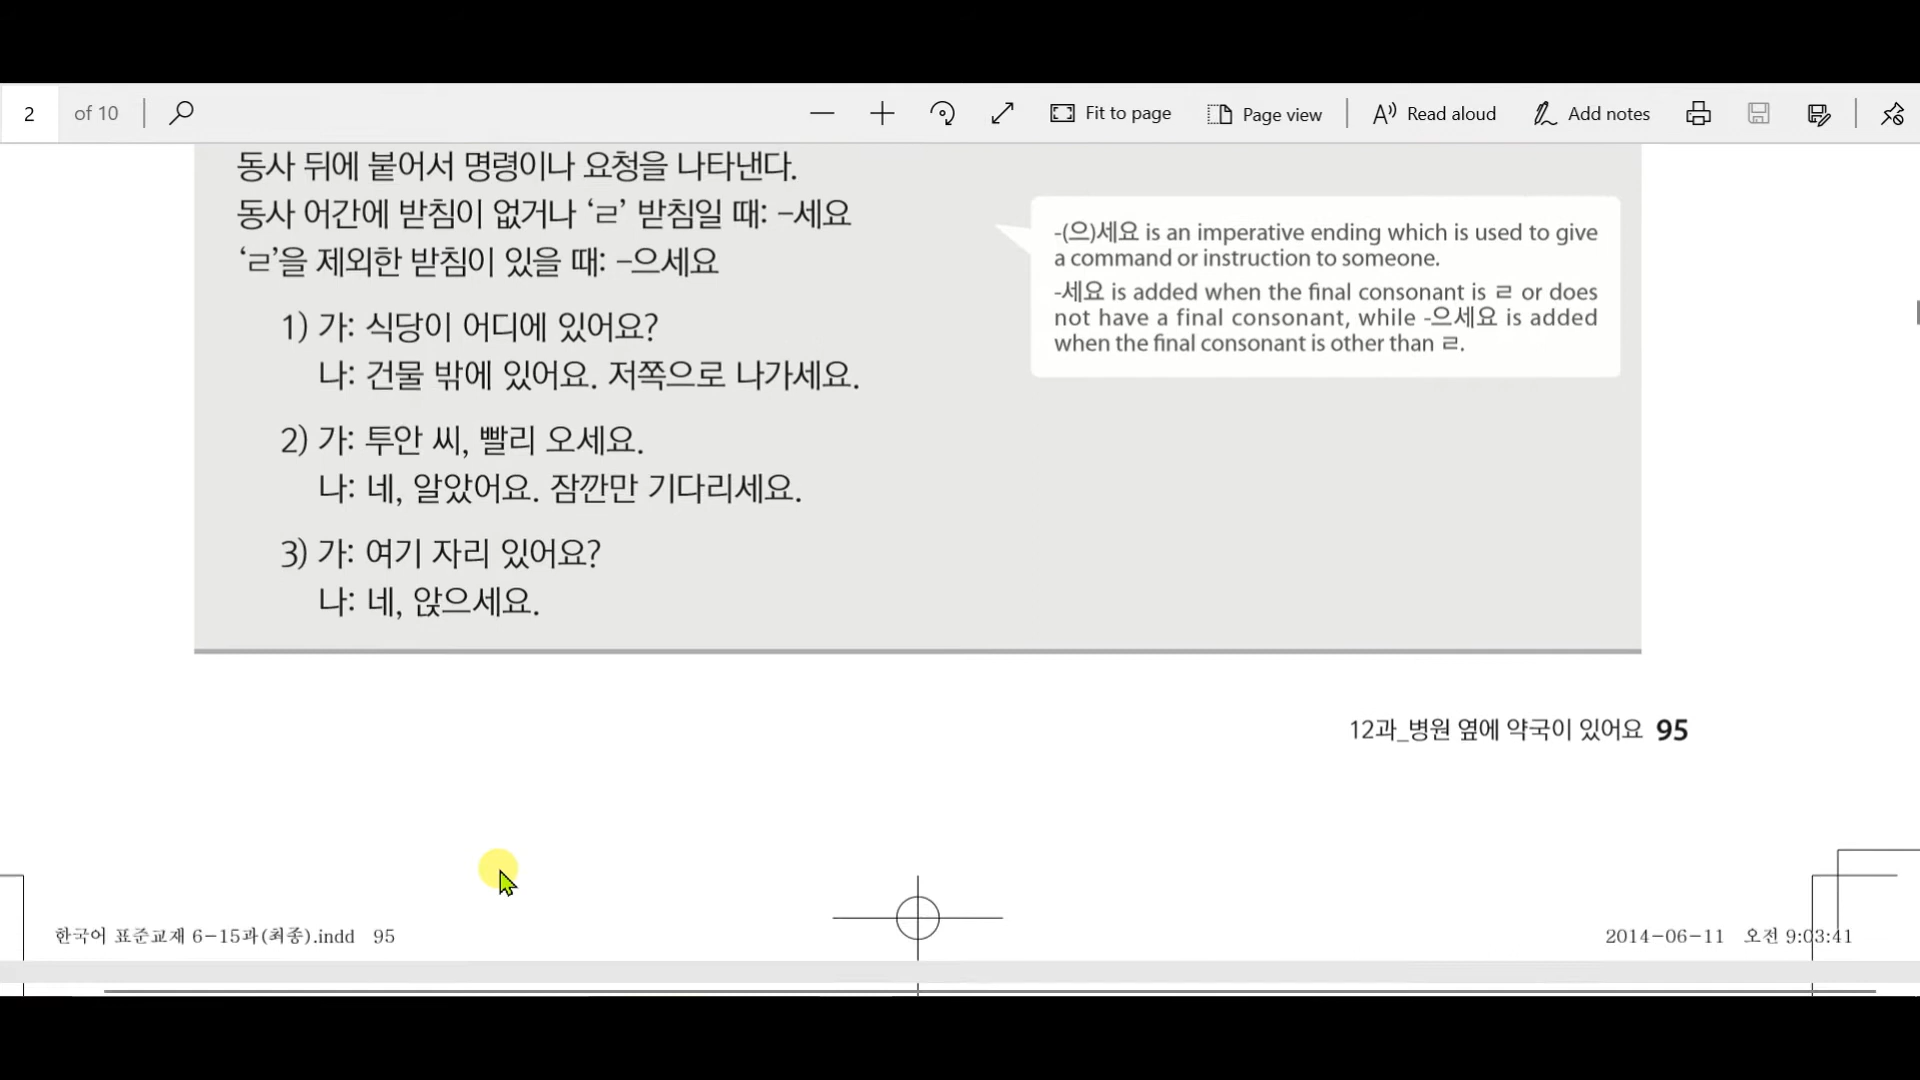 2 of 10 Fit to page Page view Read aloud Add notes
동사 뒤에 붙어서 명령이나 요청을 나타낸다.
동사 어간에 받침이 없거나 ‘ㄹ’ 받침일 때: –세요
‘ㄹ’을 제외한 받침이 있을 때: –으세요
-(으)세요 is an imperative ending which is used to give
a command or instruction to someone.
-세요 is added when the final consonant is ㄹ or does
not have a final consonant, while -으세요 is added
when the final consonant is other than ㄹ.
1) 가: 식당이 어디에 있어요?
나: 건물 밖에 있어요. 저쪽으로 나가세요.
2) 가: 투안 씨, 빨리 오세요.
나: 네, 알았어요. 잠깐만 기다리세요.
3) 가: 여기 자리 있어요?
나: 네, 앉으세요.
12과_병원 옆에 약국이 있어요 95
한국어 표준교재 6-15과(최종).indd 95
2014-06-11 오전 9:03:41